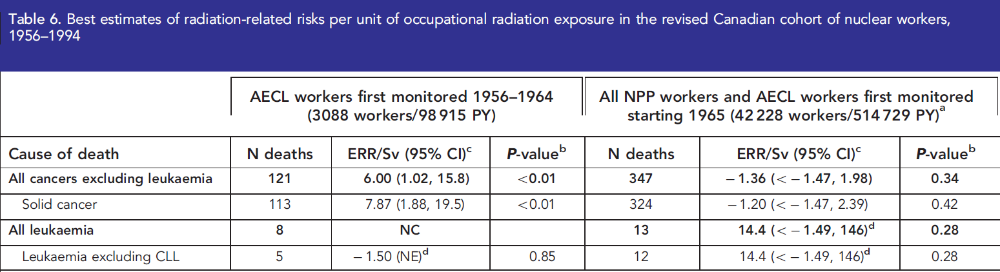 Table 6. Best estimates of radiation-related risks per unit of occupational radiation exposure in the revised Canadian cohort of nuclear workers,
1956–1994
AECL workers first monitored 1956–1964
(3088 workers/98 915 PY)
All NPP workers and AECL workers first monitored
starting 1965 (42 228 workers/514 729 PY)a
Cause of death N deaths ERR/Sv (95% CI)c P-valueb N deaths ERR/Sv (95% CI)c P-valueb
All cancers excluding leukaemia 121 6.00 (1.02, 15.8) <0.01 347 − 1.36 (< − 1.47, 1.98) 0.34
Solid cancer 113 7.87 (1.88, 19.5) <0.01 324 − 1.20 (< − 1.47, 2.39) 0.42
All leukaemia 8 NC 13 14.4 (< − 1.49, 146)d 0.28
Leukaemia excluding CLL 5 − 1.50 (NE)d 0.85 12 14.4 (< − 1.49, 146)d 0.28